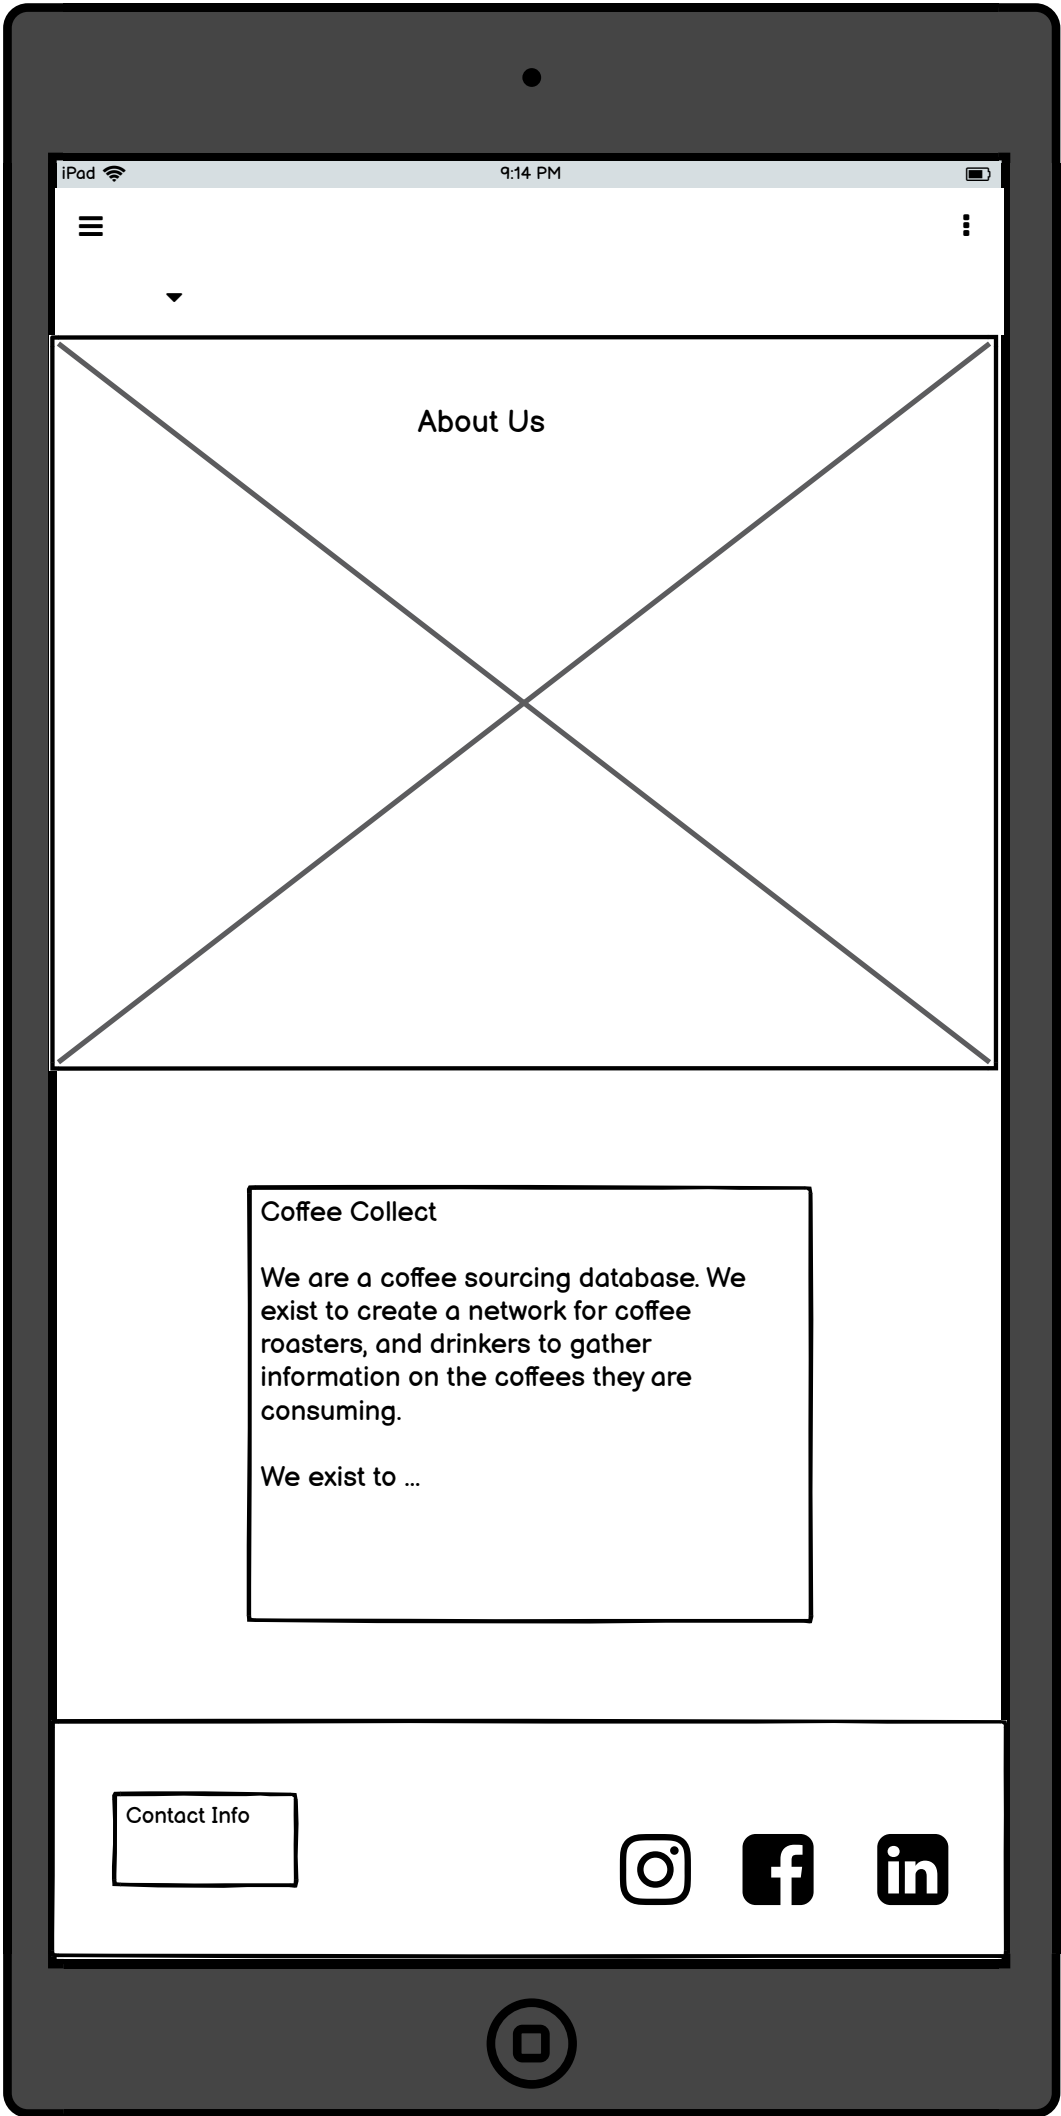 iPad 9:14 PM
About Us
Coffee Collect
We are a coffee sourcing database. We
exist to create a network for coffee
roasters, and drinkers to gather
information on the coffees they are
consuming.
We exist to ...
Contact Info